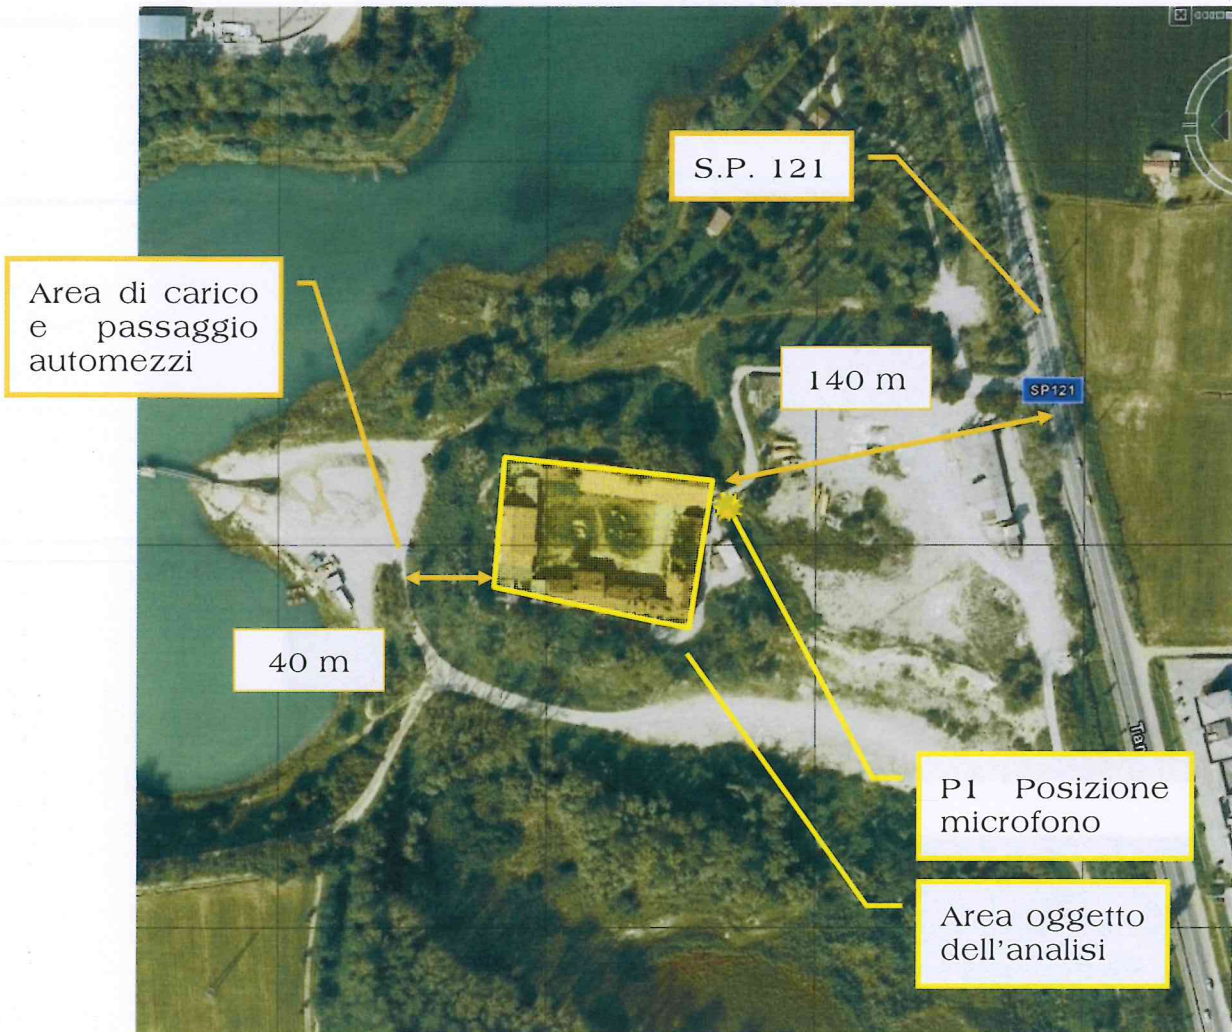 S.P. 121
Area di carico
e passaggio
automezzi
140 m
SP121
40 m
P1 Posizione
microfono
Area oggetto
dell'analisi